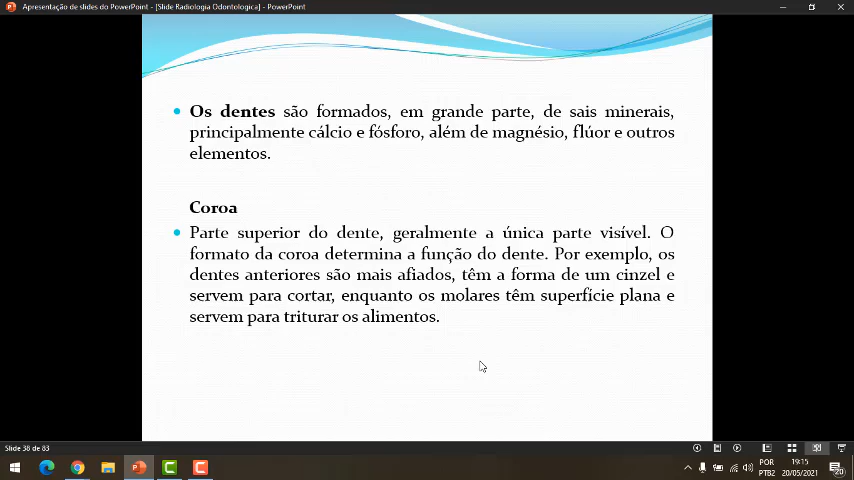 Apresentação de slides do PowerPoint - [Slide Radiologia Odontologica] - PowerPoint
Os dentes são formados, em grande parte, de sais minerais,
principalmente cálcio e fósforo, além de magnésio, flúor e outros
elementos.
Coroa
Parte superior do dente, geralmente a única parte visível. O
formato da coroa determina a função do dente. Por exemplo, os
dentes anteriores são mais afiados, têm a forma de um cinzel e
servem para cortar, enquanto os molares têm superfície plana e
servem para triturar os alimentos.
Slide 38 de 83
POR
PTB2
19:15
20/05/2021
20